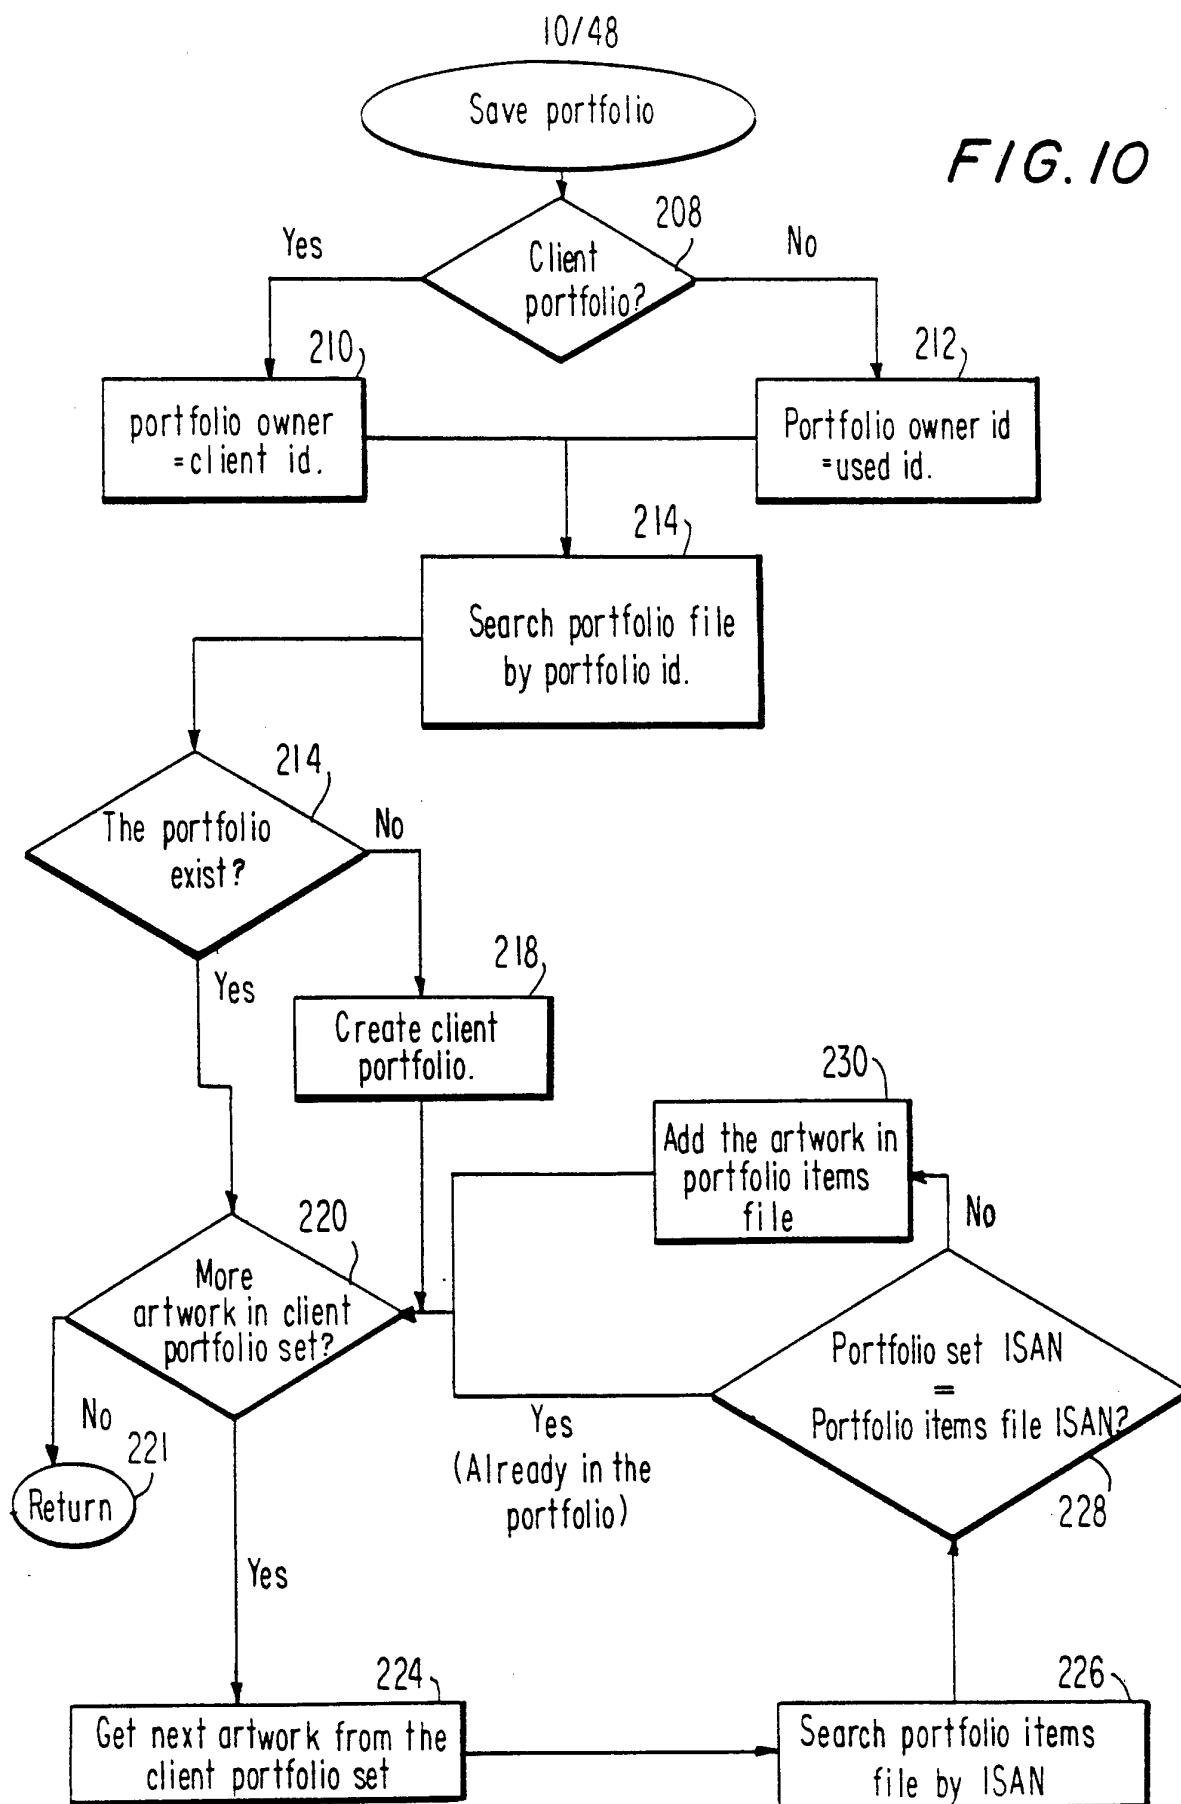 10/48
Save portfolio
FIG.10
208
Yes
No
Client
portfolio?
210
212
portfolio owner
=client id.
Portfolio owner id
=used id.
214
Search portfolio file
by portfolio id.
214
The portfolio
exist?
No
Yes
218
Create client
portfolio.
230
Add the artwork in
portfolio items
file
No
220
More
artwork in client
portfolio set?
Portfolio set ISAN
=
Portfolio items file ISAN?
No
Yes
(Already in the
portfolio)
221
Return
228
Yes
224
226
Get next artwork from the
client portfolio set
Search portfolio items
file by ISAN